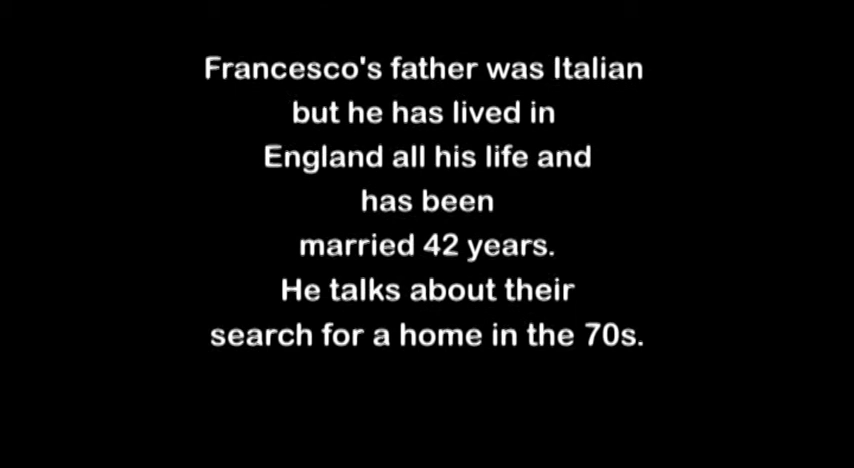 Francesco's father was Italian
but he has lived in
England all his life and
has been
married 42 years.
He talks about their
search for a home in the 70s.